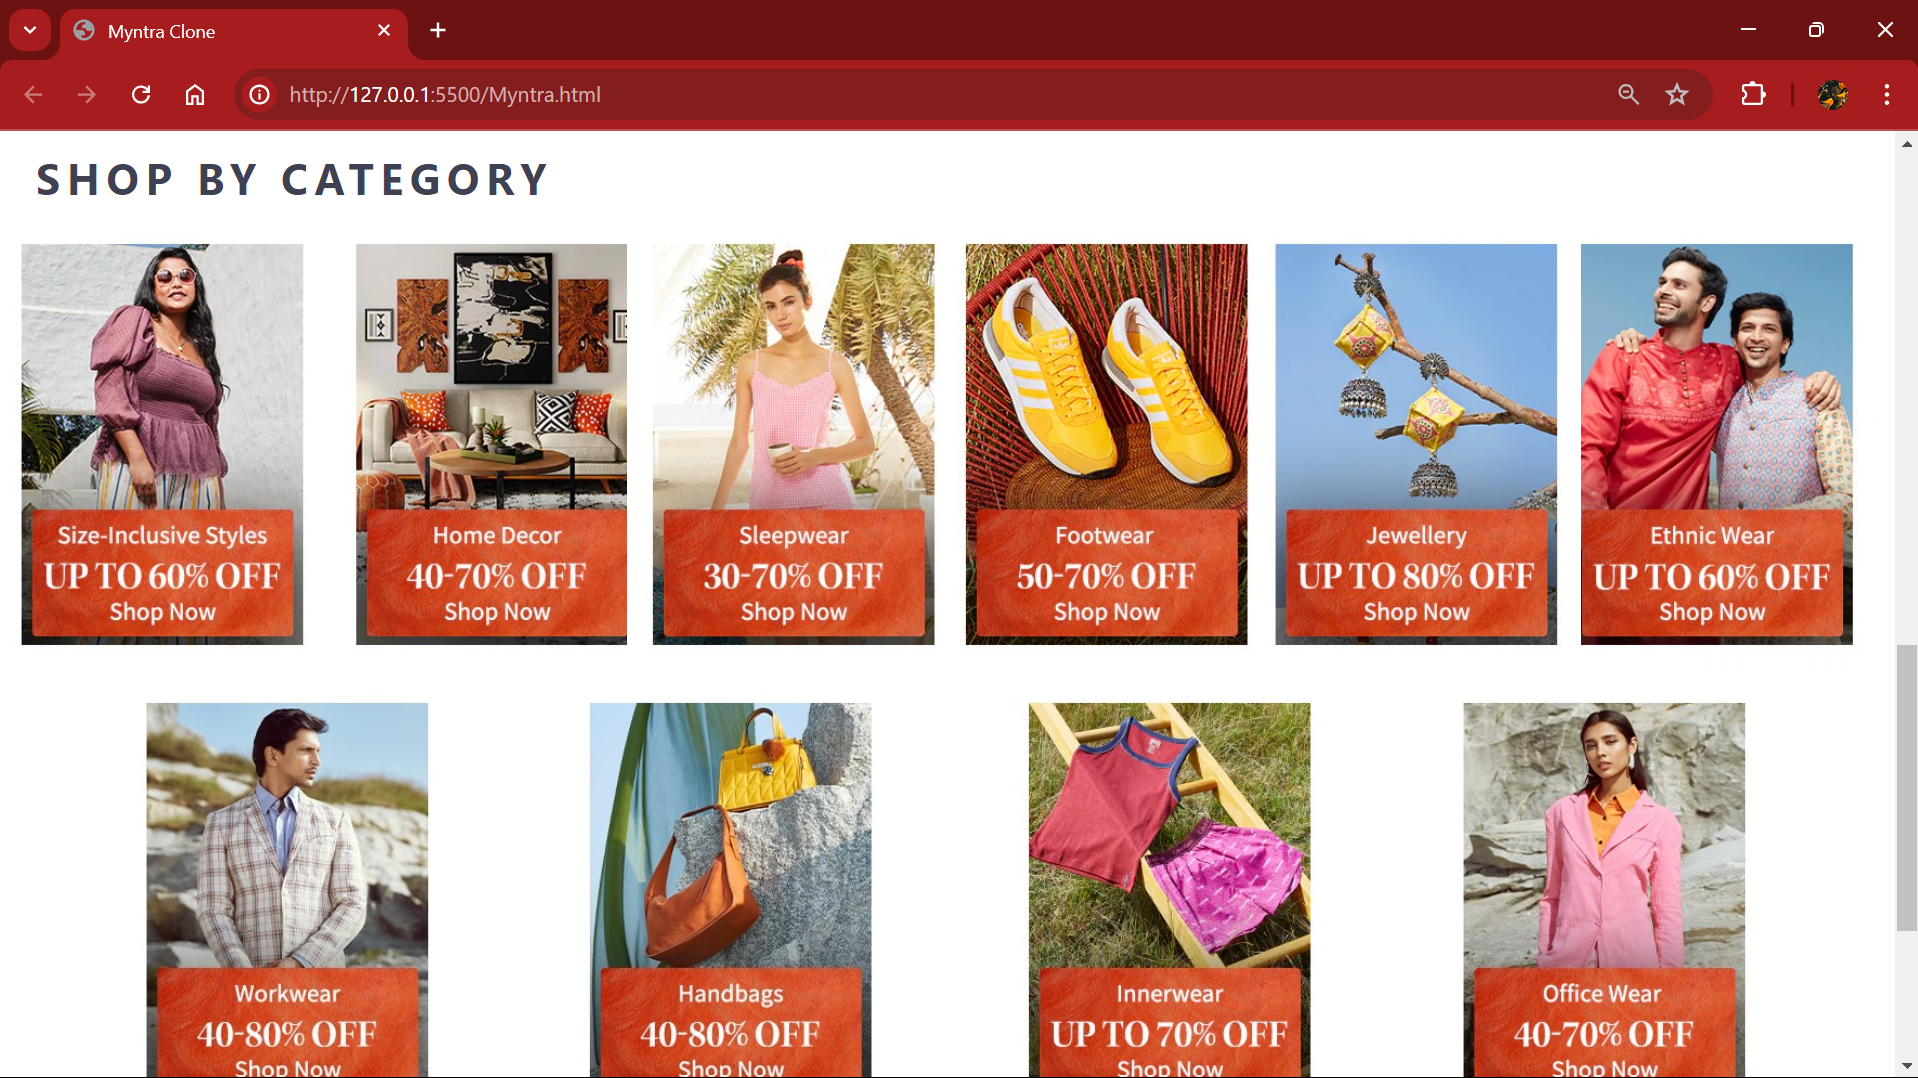 Myntra Clone
http://127.0.0.1:5500/Myntra.html
SHOP BY CATEGORY
Size-Inclusive Styles
UP TO 60% OFF
Shop Now
Home Decor
40-70% OFF
Shop Now
Sleepwear
30-70% OFF
Shop Now
Footwear
50-70% OFF
Shop Now
Jewellery
UP TO 80% OFF
Shop Now
Ethnic Wear
UP TO 60% OFF
Shop Now
Workwear
40-80% OFF
Shop Now
Handbags
40-80% OFF
Shop Now
Innerwear
UP TO 70% OFF
Shop Now
Office Wear
40-70% OFF
Shop Now